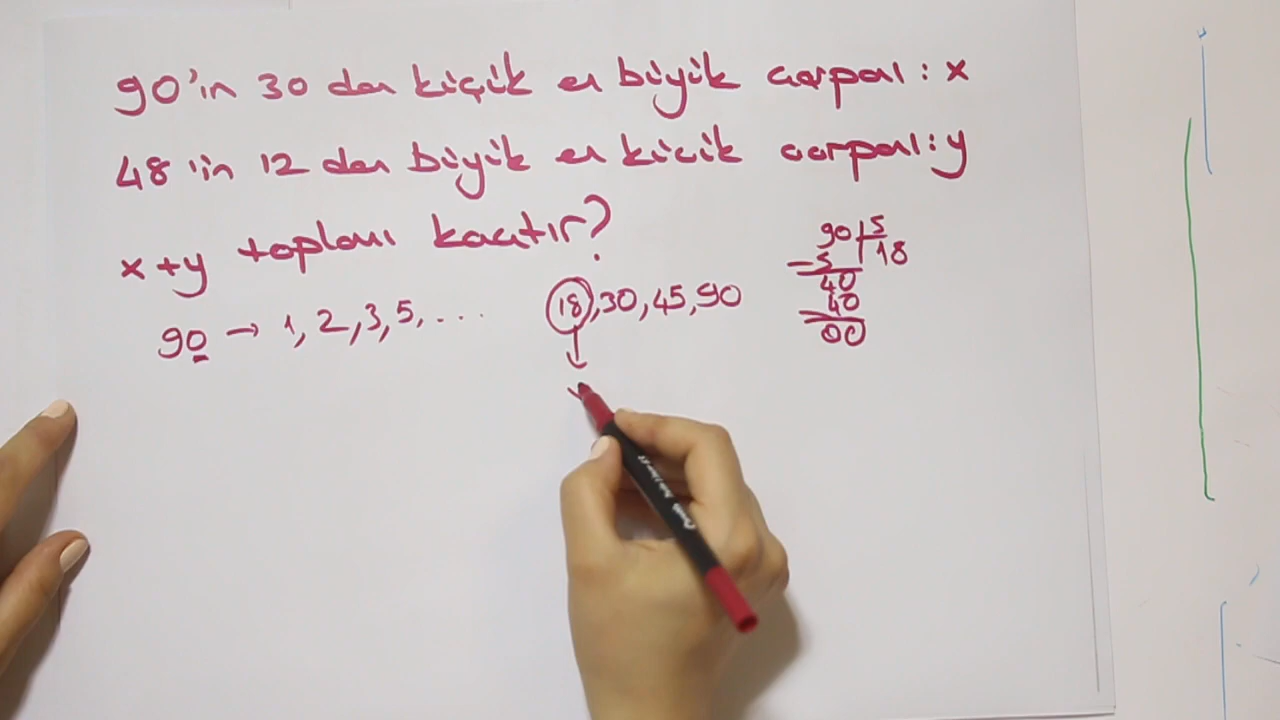 90'ın 30 dan küçük en büyük çarpanı : x
48'in 12 den büyük en küçük çarpanı : y
x+y toplamı kaçtır?
90 → 1, 2, 3, 5, . . . 18, 30, 45, 90
↓
90 5
- 5 18
40
- 40
00